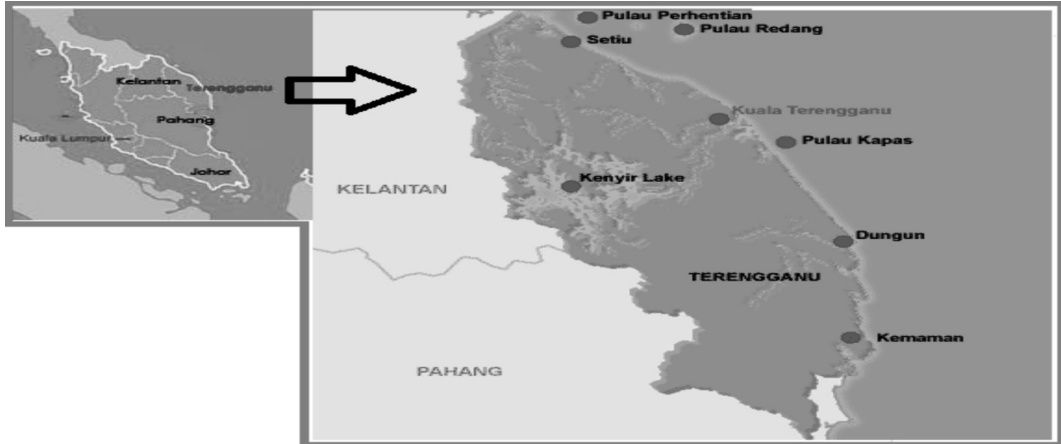 Kelantan
Terengganu
Pahang
Kuala Lumpur
Johor
Pulau Perhentian
Pulau Redang
Setiu
Kuala Terengganu
Pulau Kapas
Kenyir Lake
KELANTAN
Dungun
TERENGGANU
Kemaman
PAHANG